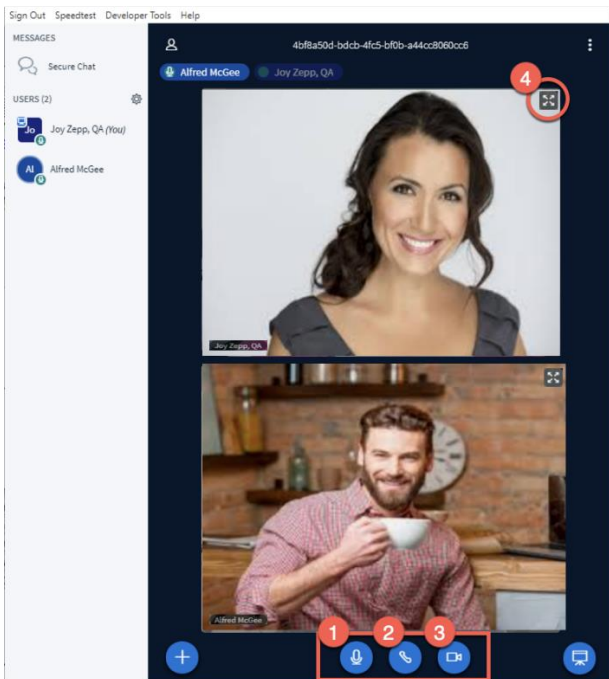 Sign Out Speedtest Developer Tools Help
MESSAGES
Secure Chat
USERS (2)
Jo Joy Zepp, QA (You)
Al Alfred McGee
4bf8a50d-bdcb-4fc5-bf0b-a44cc8060cc6
Alfred McGee Joy Zepp, QA
4
Joy Zepp, QA
Alfred McGee
1 2 3